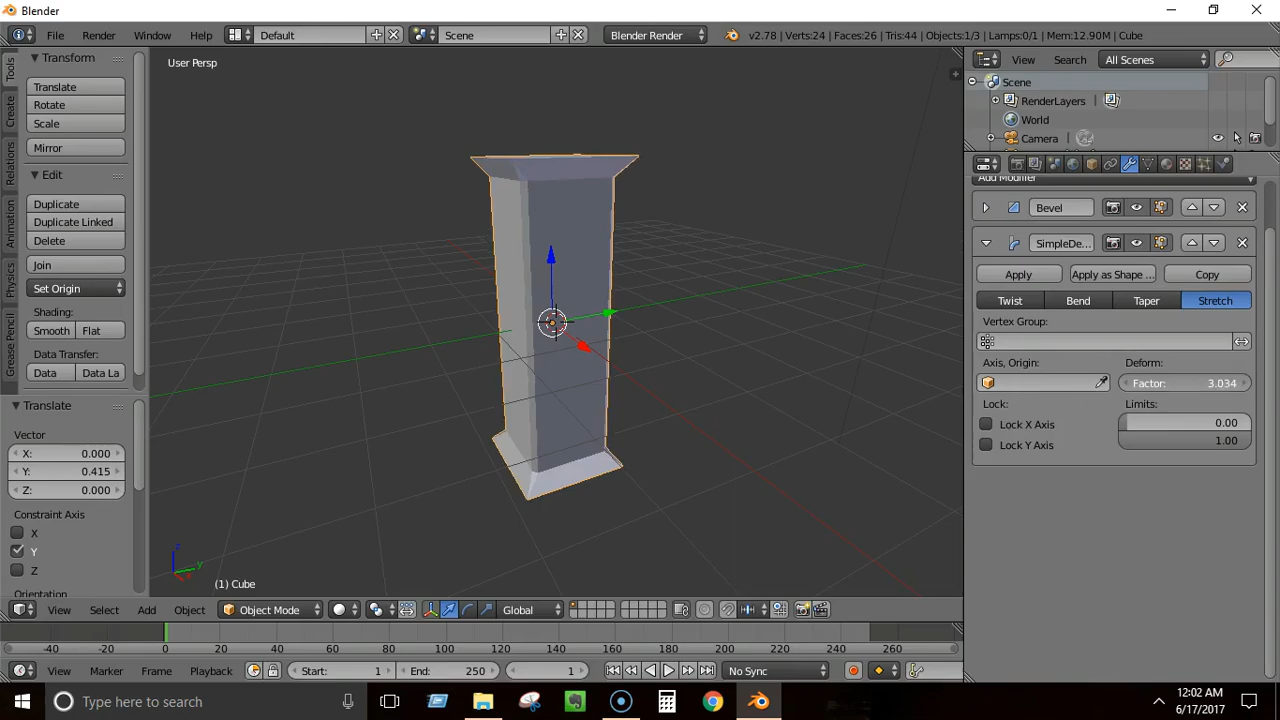 Blender
File Render Window Help Default Scene Blender Render v2.78 | Verts:24 | Faces:26 | Tris:44 | Objects:1/3 | Lamps:0/1 | Mem:12.90M | Cube
Tools
Create
Relations
Animation
Physics
Grease Pencil
Transform
Translate
Rotate
Scale
Mirror
Edit
Duplicate
Duplicate Linked
Delete
Join
Set Origin
Shading:
Smooth Flat
Data Transfer:
Data Data La
Translate
Vector
X: 0.000
Y: 0.415
Z: 0.000
Constraint Axis
X
Y
Z
Orientation
User Persp
z
y
x
(1) Cube
View Select Add Object Object Mode Global
View Search All Scenes
Scene
RenderLayers
World
Camera
Add Modifier
Bevel
SimpleDe...
Apply Apply as Shape ... Copy
Twist Bend Taper Stretch
Vertex Group:
Axis, Origin: Deform:
Factor: 3.034
Lock: Limits:
Lock X Axis 0.00
Lock Y Axis 1.00
-40 -20 0 20 40 60 80 100 120 140 160 180 200 220 240 260
View Marker Frame Playback Start: 1 End: 250 1 No Sync
Type here to search
12:02 AM
6/17/2017